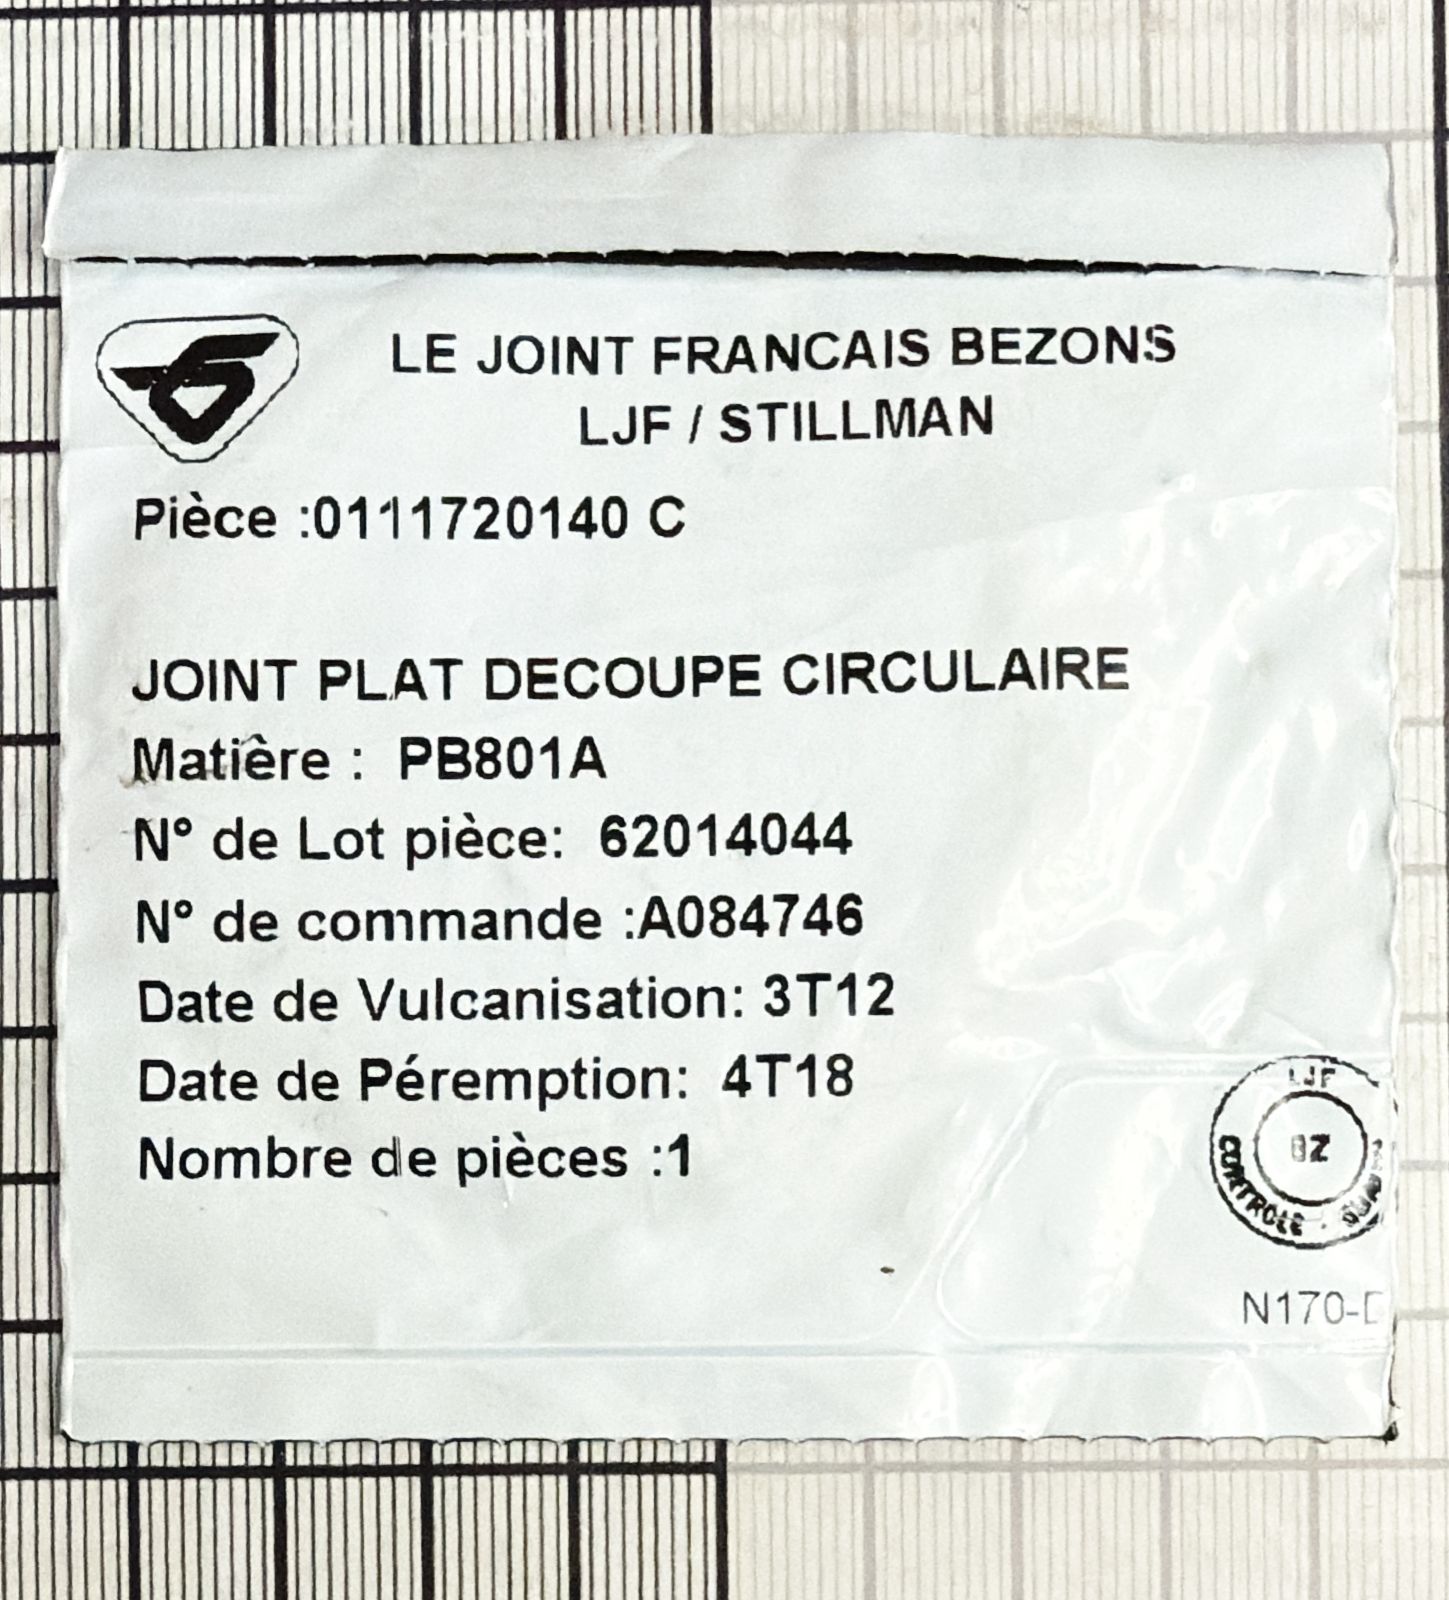 LE JOINT FRANCAIS BEZONS
LJF / STILLMAN
Pièce :0111720140 C
JOINT PLAT DECOUPE CIRCULAIRE
Matière : PB801A
N° de Lot pièce: 62014044
N° de commande :A084746
Date de Vulcanisation: 3T12
Date de Péremption: 4T18
Nombre de pièces :1
LJF
CONTROLE
N170-